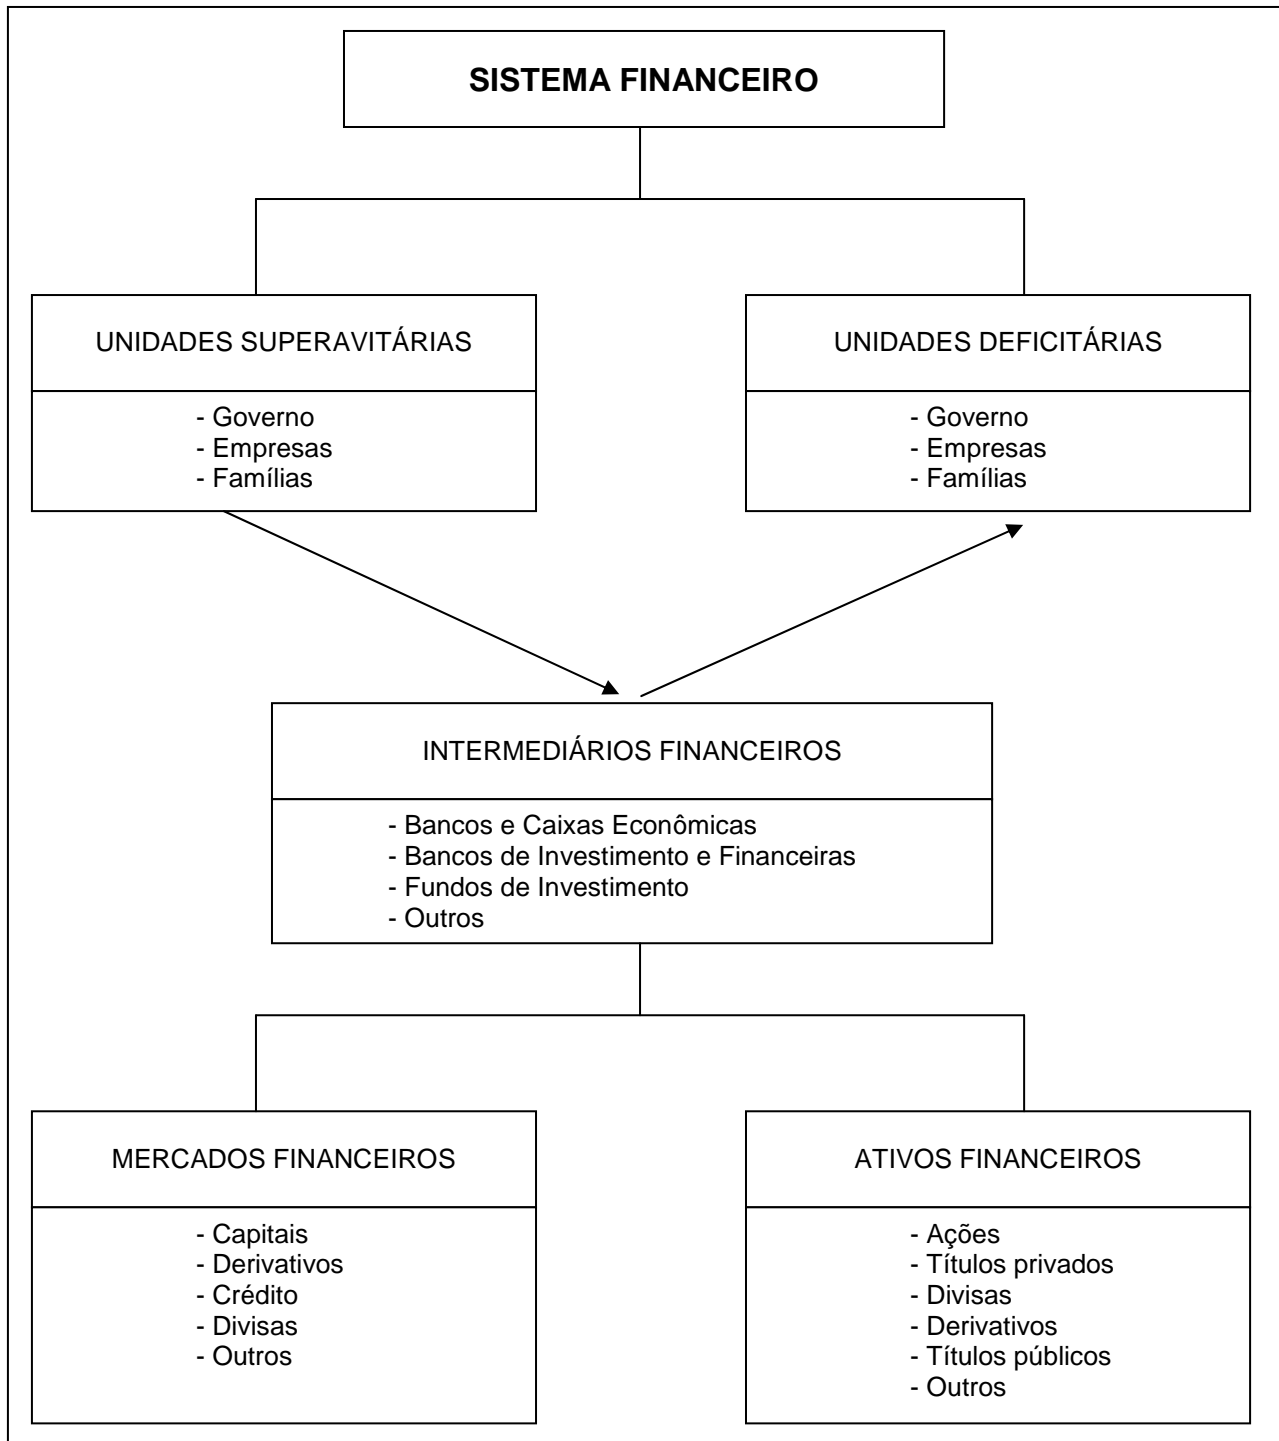 SISTEMA FINANCEIRO
UNIDADES SUPERAVITÁRIAS
- Governo
- Empresas
- Famílias
UNIDADES DEFICITÁRIAS
- Governo
- Empresas
- Famílias
INTERMEDIÁRIOS FINANCEIROS
- Bancos e Caixas Econômicas
- Bancos de Investimento e Financeiras
- Fundos de Investimento
- Outros
MERCADOS FINANCEIROS
- Capitais
- Derivativos
- Crédito
- Divisas
- Outros
ATIVOS FINANCEIROS
- Ações
- Títulos privados
- Divisas
- Derivativos
- Títulos públicos
- Outros